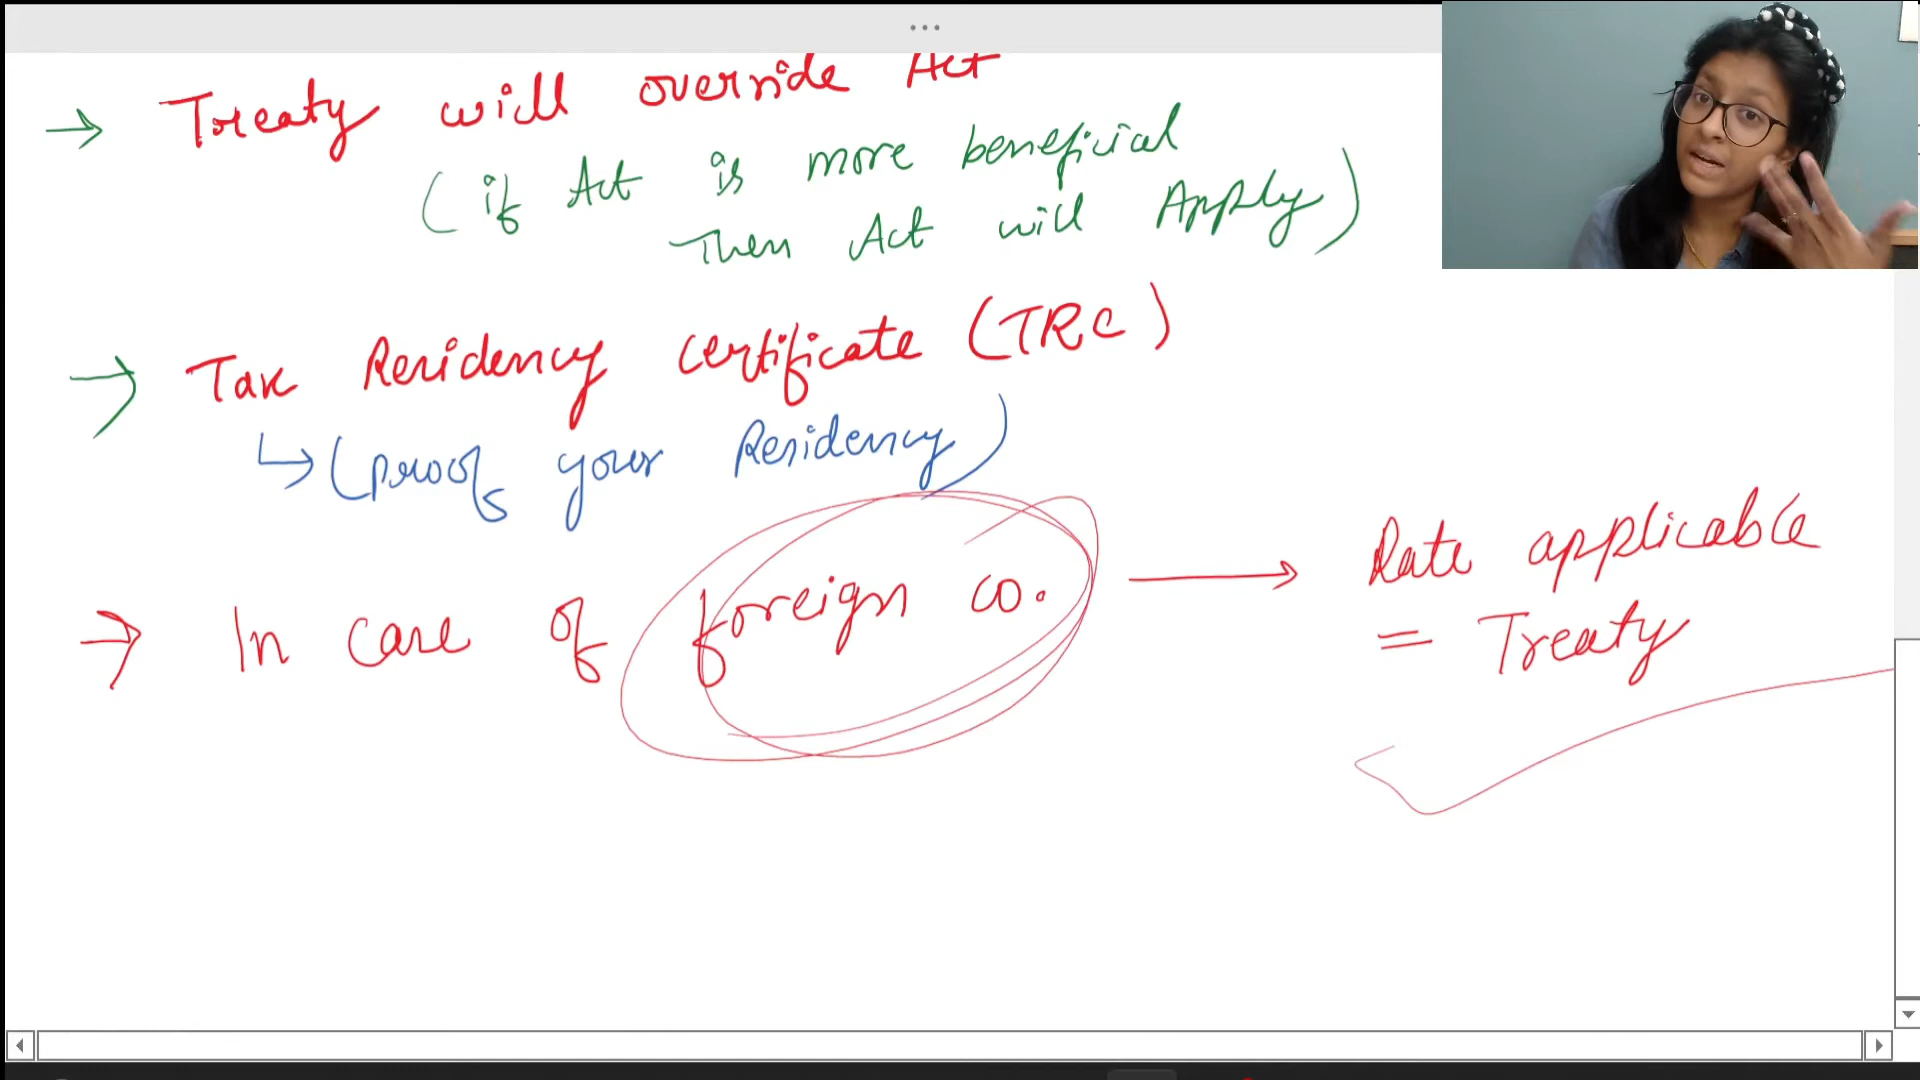 → Treaty will override Act
(if Act is more beneficial
then Act will Apply)
→ Tax Residency certificate (TRC)
↳ (proof your Residency)
→ In case of foreign co. → Rate applicable
= Treaty